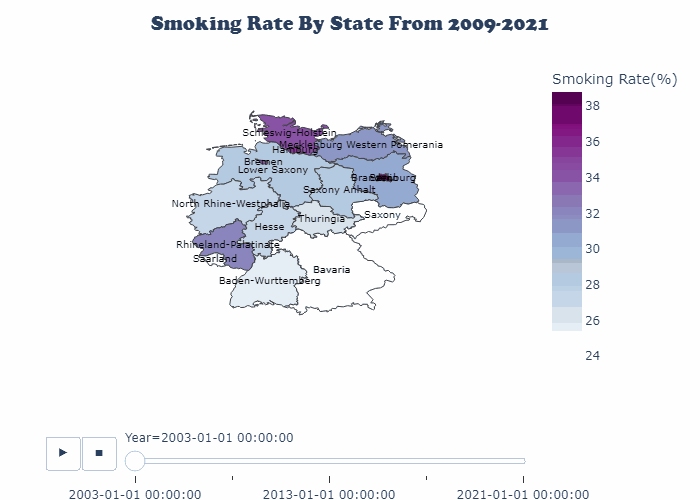 Smoking Rate By State From 2009-2021
Smoking Rate(%)
38
36
34
32
30
28
26
24
Schleswig-Holstein
Mecklenburg Western Pomerania
Hamburg
Bremen
Lower Saxony
Saxony Anhalt
North Rhine-Westphalia
Saxony
Thuringia
Hesse
Rhineland-Palatinate
Saarland
Bavaria
Baden-Wurttemberg
Year=2003-01-01 00:00:00
2003-01-01 00:00:00
2013-01-01 00:00:00
2021-01-01 00:00:00